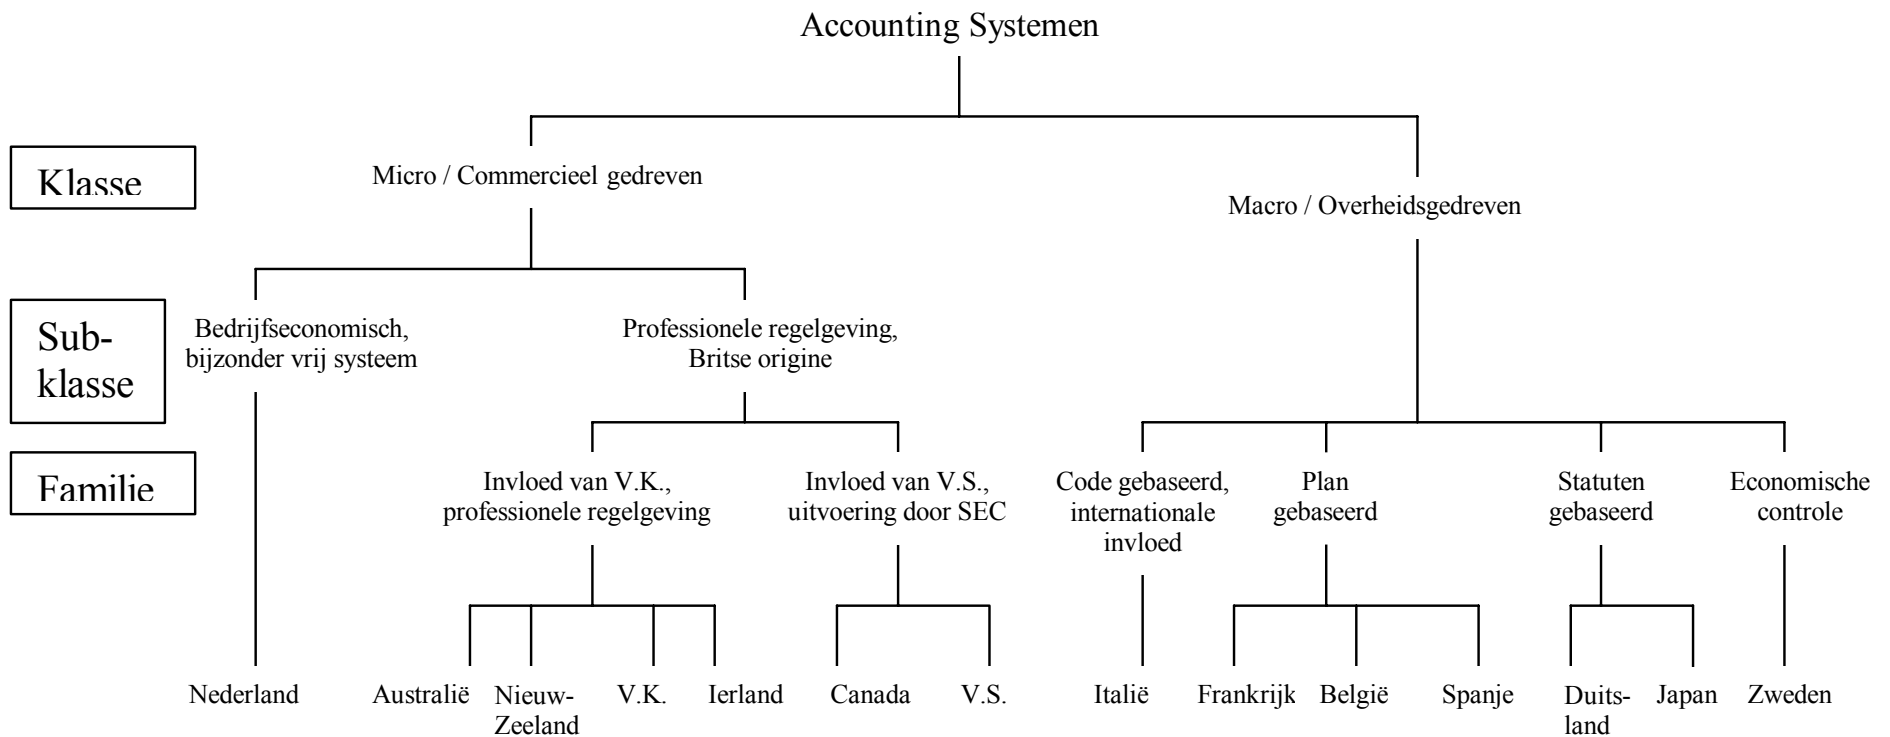 Accounting Systemen
Klasse
Micro / Commercieel gedreven
Macro / Overheidsgedreven
Sub-
klasse
Bedrijfseconomisch,
bijzonder vrij systeem
Professionele regelgeving,
Britse origine
Familie
Invloed van V.K.,
professionele regelgeving
Invloed van V.S.,
uitvoering door SEC
Code gebaseerd,
internationale
invloed
Plan
gebaseerd
Statuten
gebaseerd
Economische
controle
Nederland
Australië
Nieuw-
Zeeland
V.K.
Ierland
Canada
V.S.
Italië
Frankrijk
België
Spanje
Duits-
land
Japan
Zweden